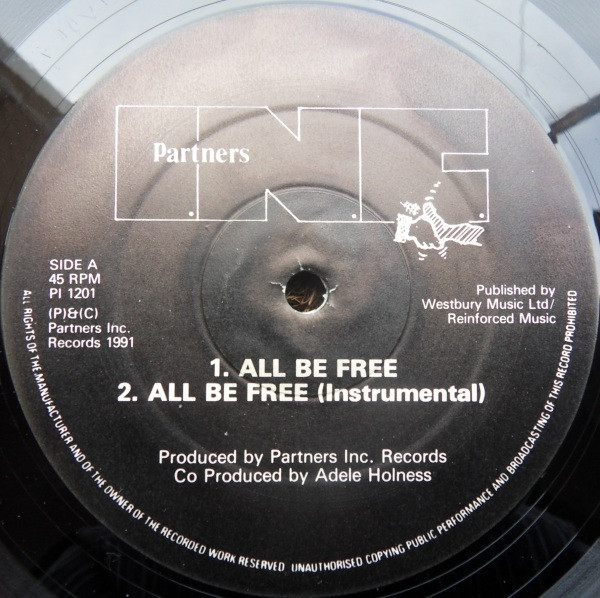 Partners
I.N.C.
SIDE A
45 RPM
PI 1201
(P)&(C)
Partners Inc.
Records 1991
Published by
Westbury Music Ltd/
Reinforced Music
1. ALL BE FREE
2. ALL BE FREE (Instrumental)
Produced by Partners Inc. Records
Co Produced by Adele Holness
ALL RIGHTS OF THE MANUFACTURER AND OF THE OWNER OF THE RECORDED WORK RESERVED UNAUTHORISED COPYING PUBLIC PERFORMANCE AND BROADCASTING OF THIS RECORD PROHIBITED